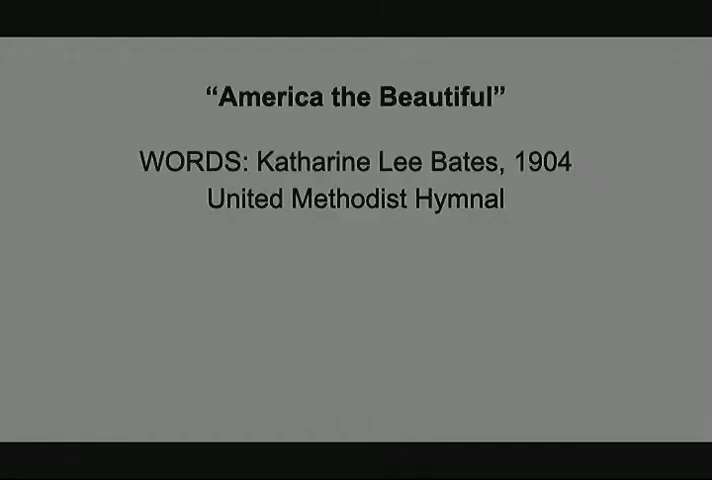 “America the Beautiful”
WORDS: Katharine Lee Bates, 1904
United Methodist Hymnal